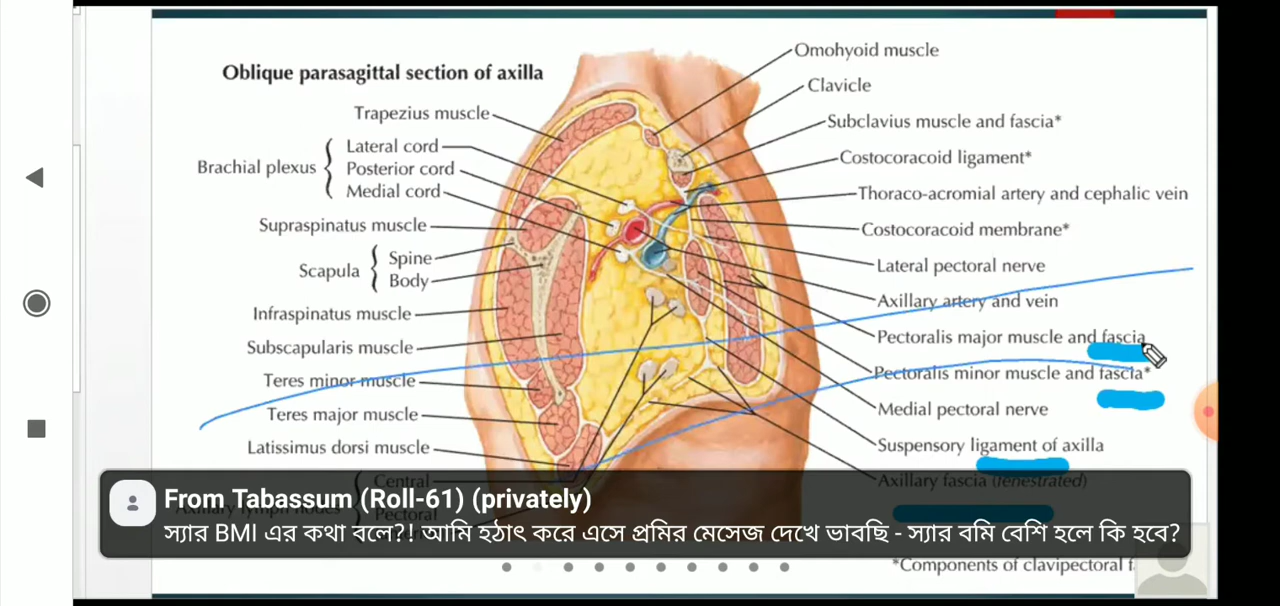 Oblique parasagittal section of axilla
Trapezius muscle
Brachial plexus
Lateral cord
Posterior cord
Medial cord
Supraspinatus muscle
Scapula
Spine
Body
Infraspinatus muscle
Subscapularis muscle
Teres minor muscle
Teres major muscle
Latissimus dorsi muscle
Central
Pectoral
Omohyoid muscle
Clavicle
Subclavius muscle and fascia*
Costocoracoid ligament*
Thoraco-acromial artery and cephalic vein
Costocoracoid membrane*
Lateral pectoral nerve
Axillary artery and vein
Pectoralis major muscle and fascia
Pectoralis minor muscle and fascia*
Medial pectoral nerve
Suspensory ligament of axilla
Axillary fascia (fenestrated)
*Components of clavipectoral f
From Tabassum (Roll-61) (privately)
স্যার BMI এর কথা বলে?! আমি হঠাৎ করে এসে প্রমির মেসেজ দেখে ভাবছি - স্যার বমি বেশি হলে কি হবে?